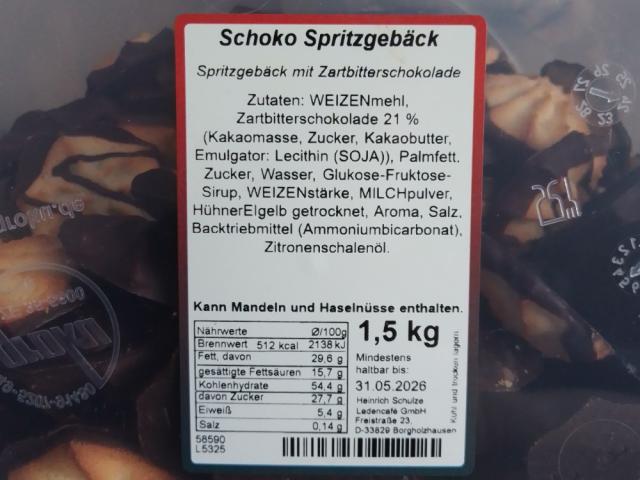 Schoko Spritzgebäck
Spritzgebäck mit Zartbitterschokolade
Zutaten: WEIZENmehl,
Zartbitterschokolade 21 %
(Kakaomasse, Zucker, Kakaobutter,
Emulgator: Lecithin (SOJA)), Palmfett.
Zucker, Wasser, Glukose-Fruktose-
Sirup, WEIZENstärke, MILCHpulver,
HühnerEIgelb getrocknet, Aroma, Salz,
Backtriebmittel (Ammoniumbicarbonat),
Zitronenschalenöl.
Kann Mandeln und Haselnüsse enthalten.
Nährwerte Ø/100g
Brennwert 512 kcal 2138 kJ
Fett, davon 29,6 g
gesättigte Fettsäuren 15,7 g
Kohlenhydrate 54,4 g
davon Zucker 27,7 g
Eiweiß 5,4 g
Salz 0,14 g
58590
L5325
1,5 kg
Mindestens
haltbar bis:
31.05.2026
Heinrich Schulze
Ladencafé GmbH
Freistraße 23,
D-33829 Borgholzhausen
Kühl und trocken lagern